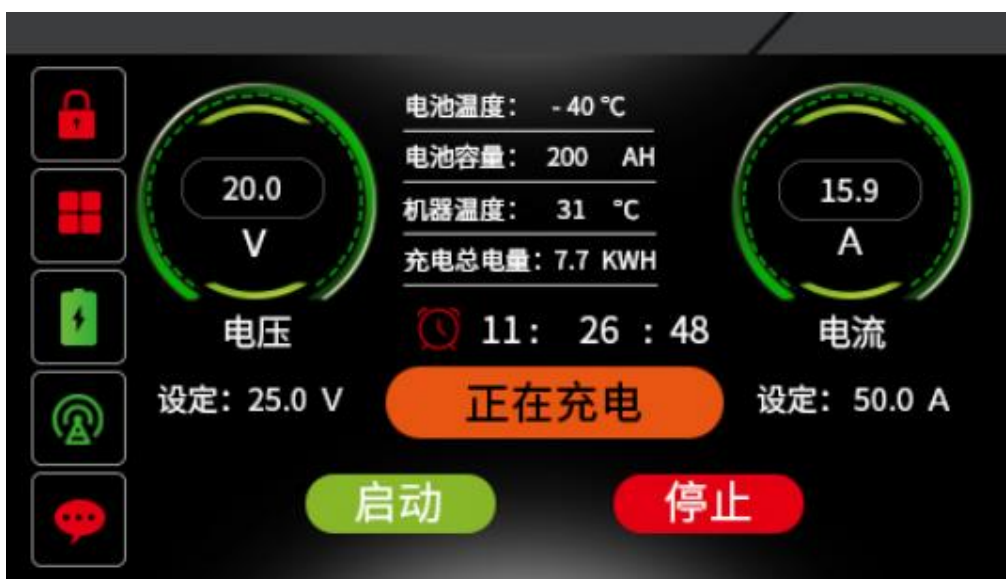 电池温度： - 40 ℃
电池容量： 200 AH
机器温度： 31 ℃
充电总电量：7.7 KWH
20.0
V
电压
设定：25.0 V
15.9
A
电流
设定：50.0 A
11： 26 ：48
正在充电
启动
停止